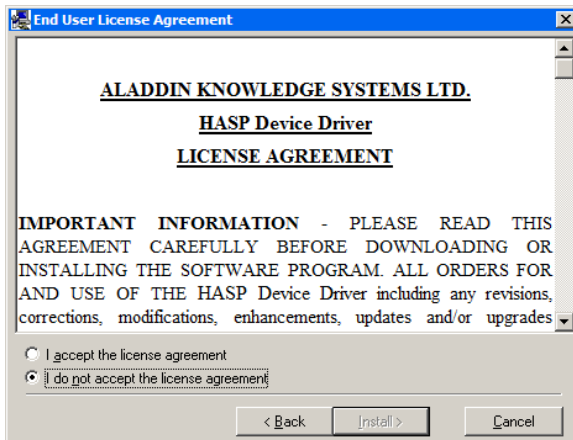 End User License Agreement
ALADDIN KNOWLEDGE SYSTEMS LTD.
HASP Device Driver
LICENSE AGREEMENT
IMPORTANT INFORMATION - PLEASE READ THIS
AGREEMENT CAREFULLY BEFORE DOWNLOADING OR
INSTALLING THE SOFTWARE PROGRAM. ALL ORDERS FOR
AND USE OF THE HASP Device Driver including any revisions,
corrections, modifications, enhancements, updates and/or upgrades
I accept the license agreement
I do not accept the license agreement
< Back Install > Cancel